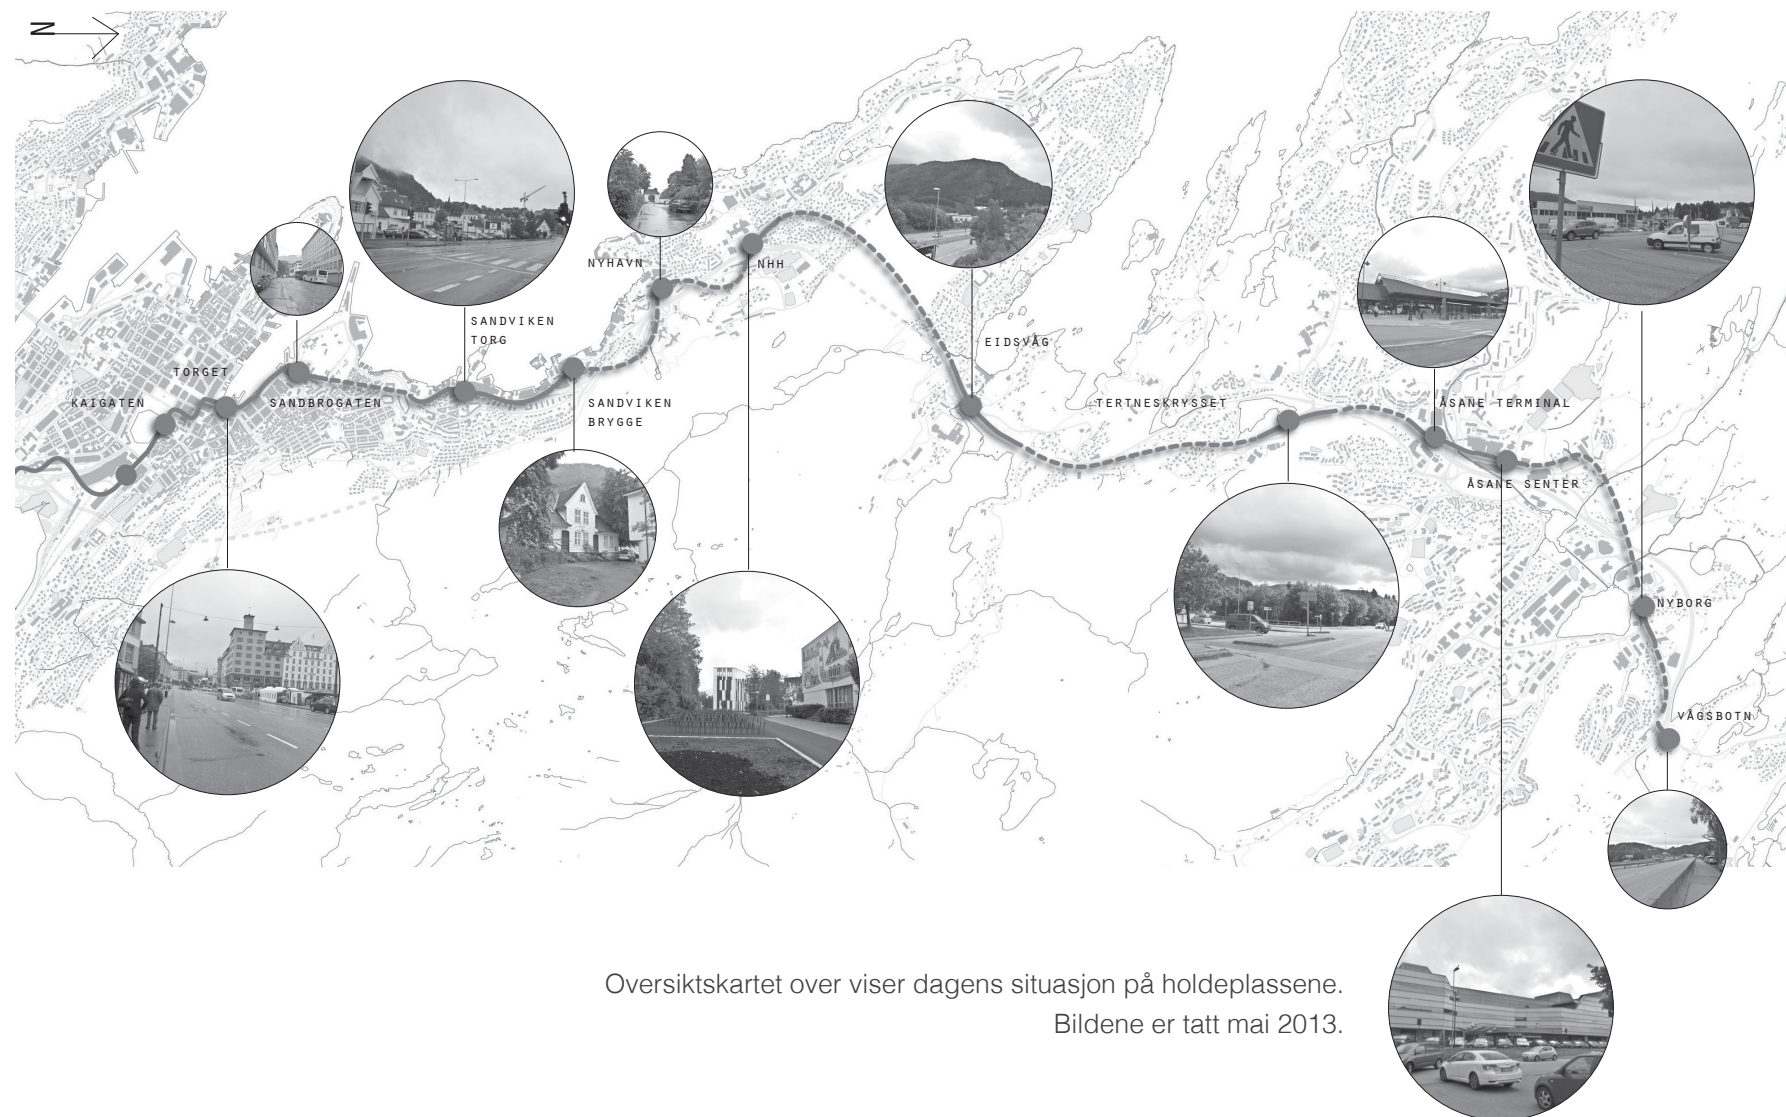 N
NYHAVN
NHH
SANDVIKEN
TORG
EIDSVÅG
TORGET
KAIGATEN
SANDBROGATEN
SANDVIKEN
BRYGGE
TERTNESKRYSSET
ÅSANE TERMINAL
ÅSANE SENTER
NYBORG
VÅGSBOTN
Oversiktskartet over viser dagens situasjon på holdeplassene.
Bildene er tatt mai 2013.